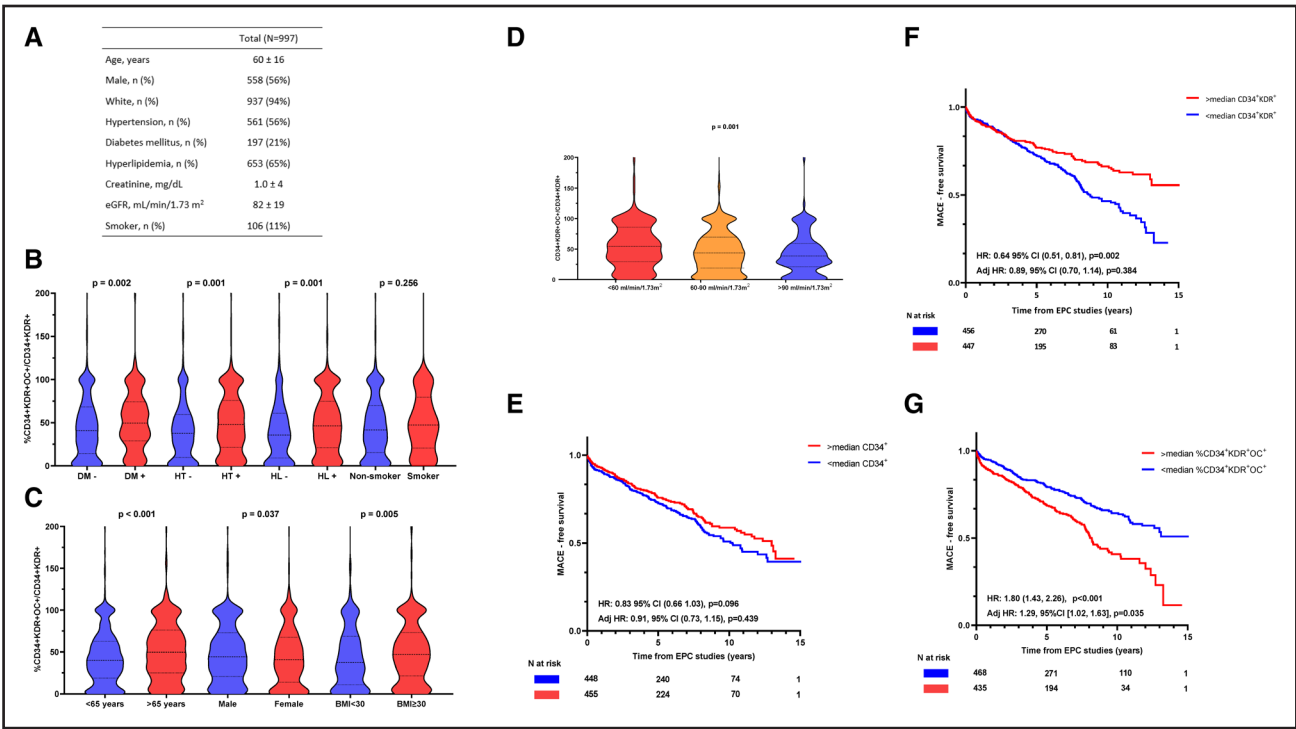 A
Total (N=997)
Age, years 60 ± 16
Male, n (%) 558 (56%)
White, n (%) 937 (94%)
Hypertension, n (%) 561 (56%)
Diabetes mellitus, n (%) 197 (21%)
Hyperlipidemia, n (%) 653 (65%)
Creatinine, mg/dL 1.0 ± 4
eGFR, mL/min/1.73 m² 82 ± 19
Smoker, n (%) 106 (11%)
B
p = 0.002 p = 0.001 p = 0.001 p = 0.256
%CD34+KDR+OC+/CD34+KDR+
200
150
100
50
0
DM - DM + HT - HT + HL - HL + Non-smoker Smoker
C
p < 0.001 p = 0.037 p = 0.005
%CD34+KDR+OC+/CD34+KDR+
200
150
100
50
0
<65 years >65 years Male Female BMI<30 BMI≥30
D
p = 0.001
CD34+KDR+OC+/CD34+KDR+
200
150
100
50
0
<60 ml/min/1.73m² 60-90 ml/min/1.73m² >90 ml/min/1.73m²
E
>median CD34⁺
<median CD34⁺
MACE - free survival
1.0
0.5
0.0
HR: 0.83 95% CI (0.66 1.03), p=0.096
Adj HR: 0.91, 95% CI (0.73, 1.15), p=0.439
0 5 10 15
Time from EPC studies (years)
N at risk
448 240 74 1
455 224 70 1
F
>median CD34⁺KDR⁺
<median CD34⁺KDR⁺
MACE - free survival
1.0
0.5
0.0
HR: 0.64 95% CI (0.51, 0.81), p=0.002
Adj HR: 0.89, 95% CI (0.70, 1.14), p=0.384
0 5 10 15
Time from EPC studies (years)
N at risk
456 270 61 1
447 195 83 1
G
>median %CD34⁺KDR⁺OC⁺
<median %CD34⁺KDR⁺OC⁺
MACE - free survival
1.0
0.5
0.0
HR: 1.80 (1.43, 2.26), p<0.001
Adj HR: 1.29, 95%CI [1.02, 1.63], p=0.035
0 5 10 15
Time from EPC studies (years)
N at risk
468 271 110 1
435 194 34 1